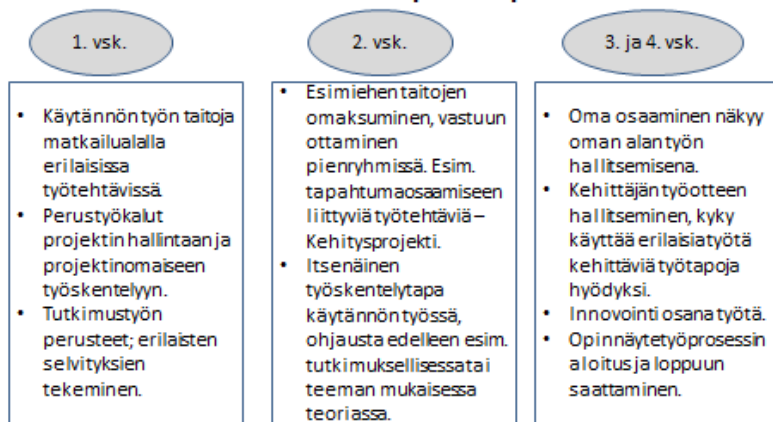 1. vsk.
• Käytännön työn taitoja
matkailualalla
erilaisissa
työtehtävissä.
• Perustyökalut
projektin hallintaan ja
projektinomaiseen
työskentelyyn.
• Tutkimustyön
perusteet; erilaisten
selvityksien
tekeminen.
2. vsk.
• Esimiehen taitojen
omaksuminen, vastuun
ottaminen
pienryhmissä. Esim.
tapahtumaosaamiseen
liittyviä työtehtäviä –
Kehitysprojekti.
• Itsenäinen
työskentelytapa
käytännön työssä,
ohjausta edelleen esim.
tutkimuksellisessa tai
teeman mukaisessa
teoriassa.
3. ja 4. vsk.
• Oma osaaminen näkyy
oman alan työn
hallitsemisena.
• Kehittäjän työotteen
hallitseminen, kyky
käyttää erilaisia työtä
kehittäviä työtapoja
hyödyksi.
• Innovointi osana työtä.
• Opinnäytetyöprosessin
aloitus ja loppuun
saattaminen.